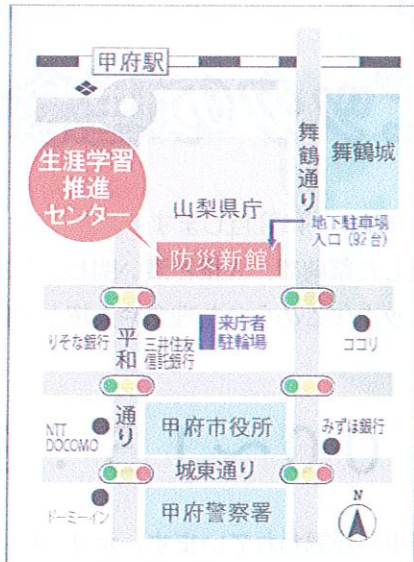 甲府駅
舞鶴通り
舞鶴城
生涯学習
推進
センター
山梨県庁
地下駐車場
入口（92台）
防災新館
りそな銀行
平和通り
三井住友
信託銀行
来庁者
駐輪場
ココリ
NTT
DOCOMO
甲府市役所
みずほ銀行
城東通り
ドーミーイン
甲府警察署
N